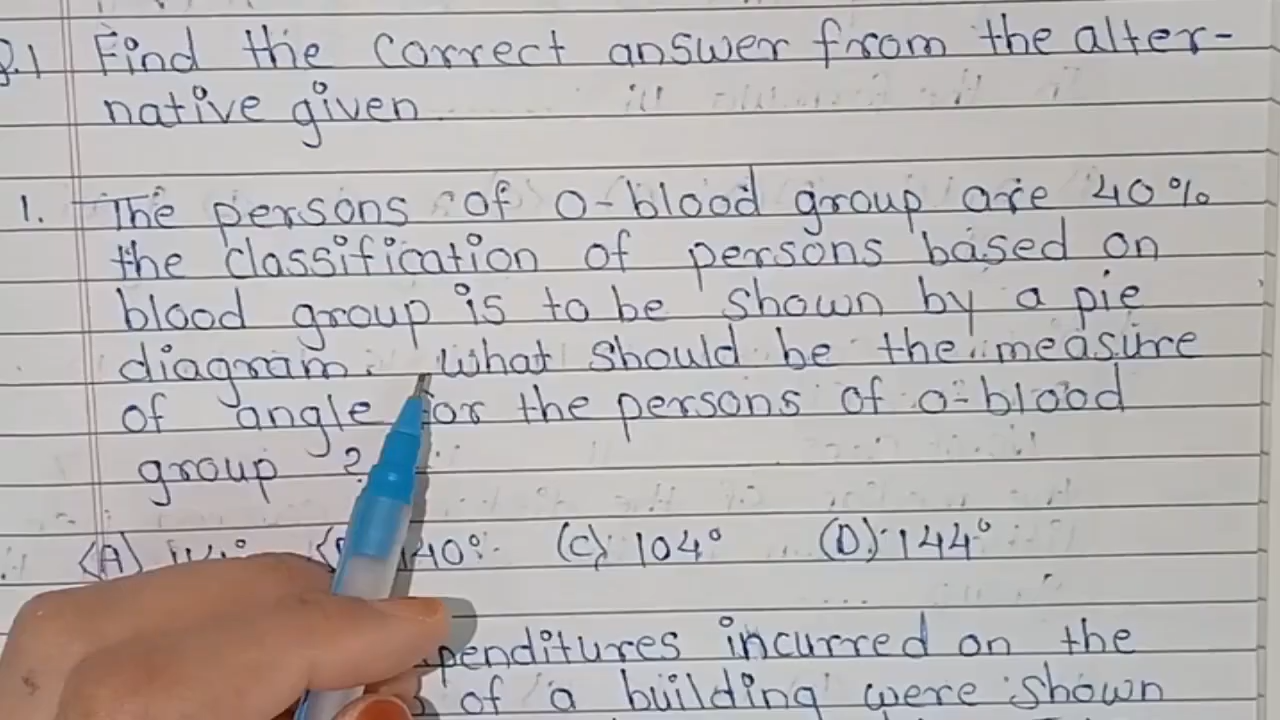 Q.1 Find the correct answer from the alter-
native given
1. The persons of O-blood group are 40%
the classification of persons based on
blood group is to be shown by a pie
diagram. What should be the measure
of angle for the persons of O-blood
group ?
(A) 140° (C) 104° (D) 144°
penditures incurred on the
of a building were shown